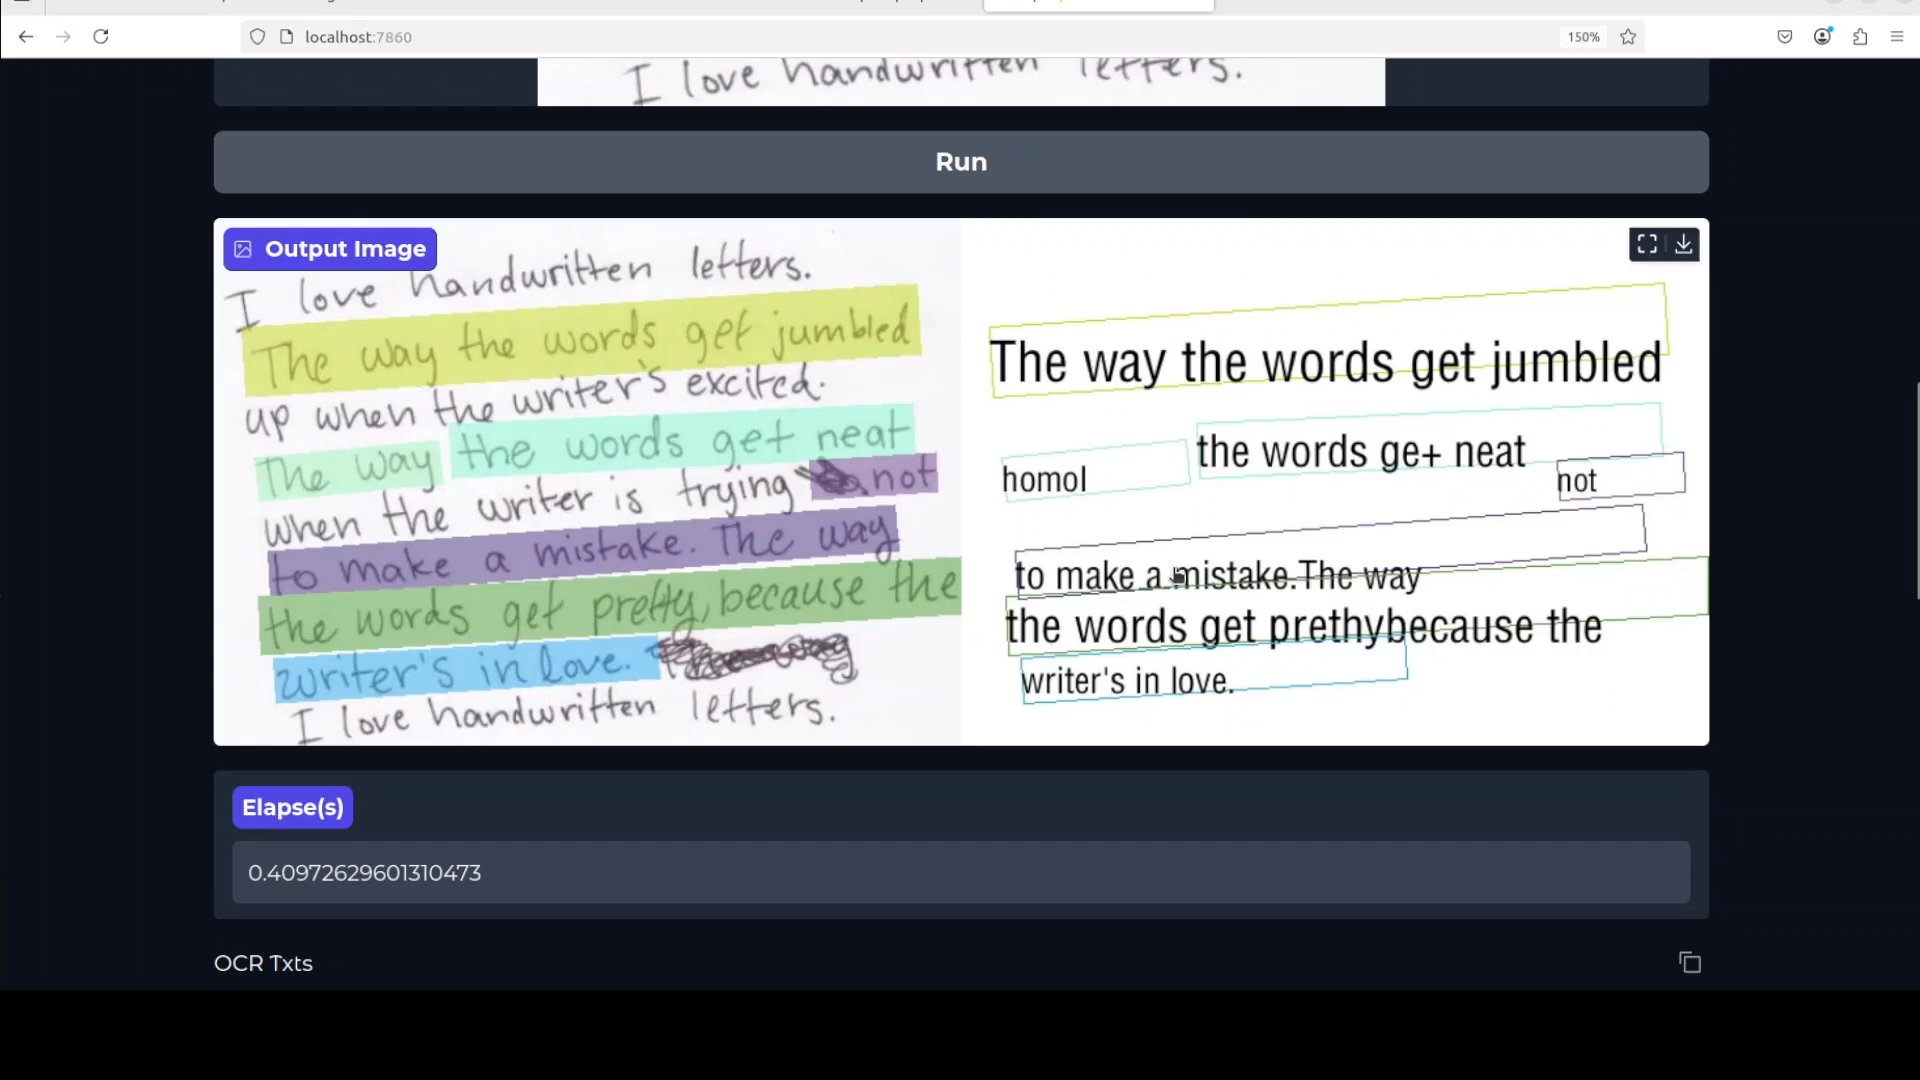 localhost:7860
150%
I love handwritten letters.
Run
Output Image
I love handwritten letters.
The way the words get jumbled
up when the writer's excited.
The way the words get neat
when the writer is trying not
to make a mistake. The way
the words get pretty, because the
writer's in love.
I love handwritten letters.
The way the words get jumbled
the words ge+ neat
homol
not
to make a mistake.The way
the words get prethybecause the
writer's in love.
Elapse(s)
0.40972629601310473
OCR Txts